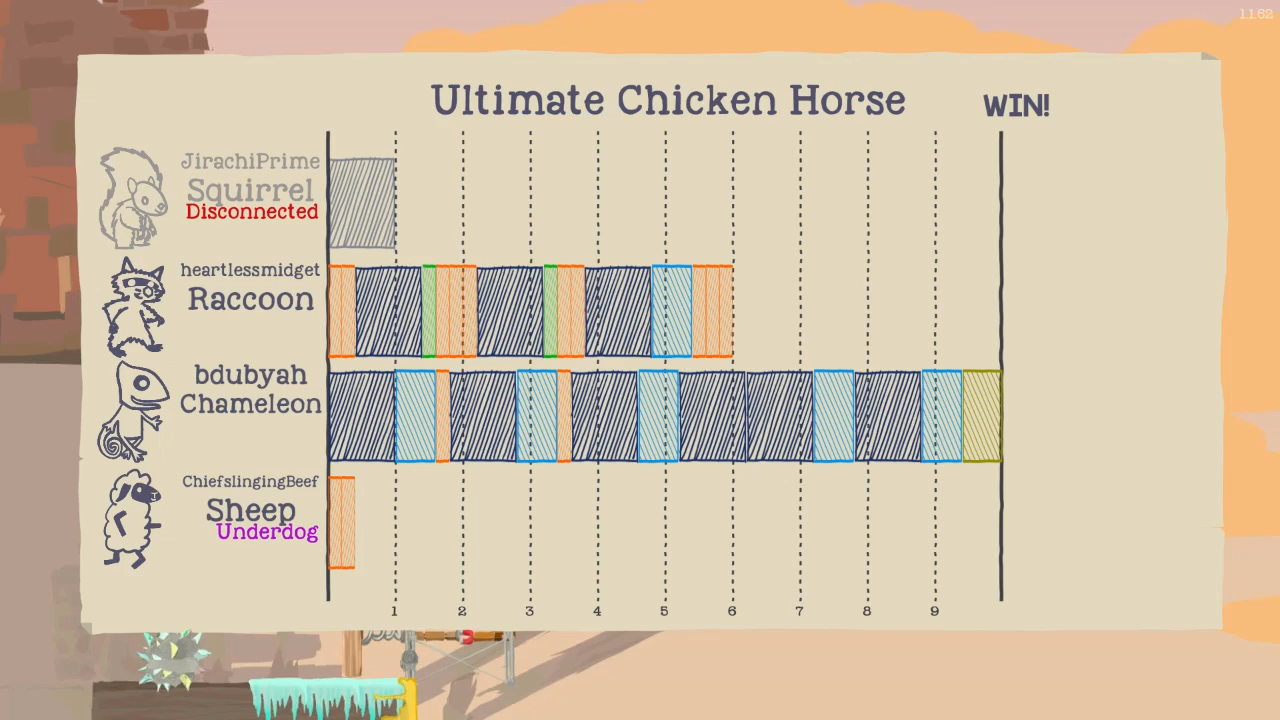 11.62
Ultimate Chicken Horse
WIN!
JirachiPrime
Squirrel
Disconnected
heartlessmidget
Raccoon
bdubyah
Chameleon
ChiefslingingBeef
Sheep
Underdog
1 2 3 4 5 6 7 8 9